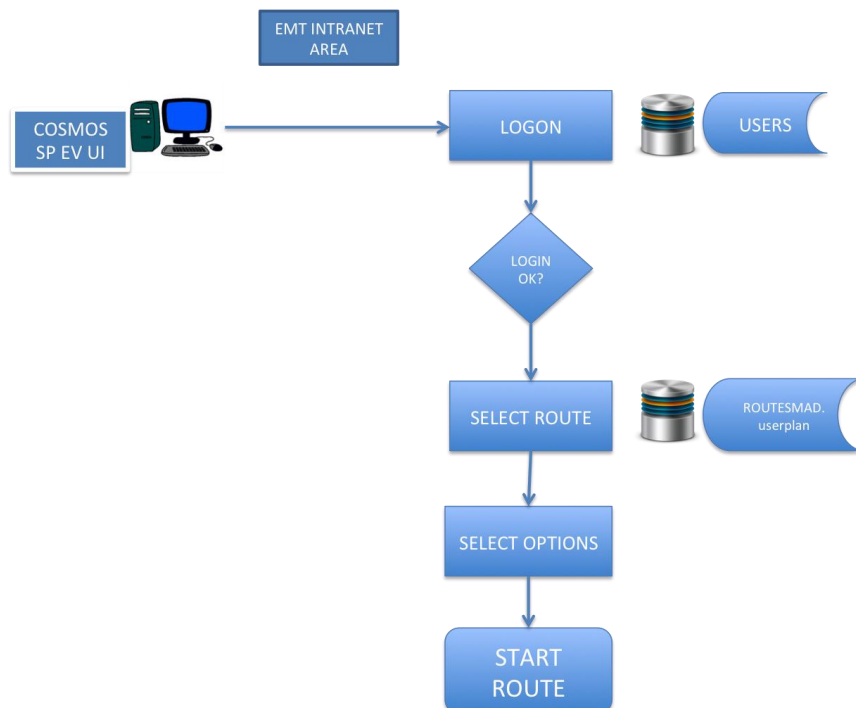 EMT INTRANET
AREA
COSMOS
SP EV UI
LOGON
USERS
LOGIN
OK?
SELECT ROUTE
ROUTESMAD.
userplan
SELECT OPTIONS
START
ROUTE